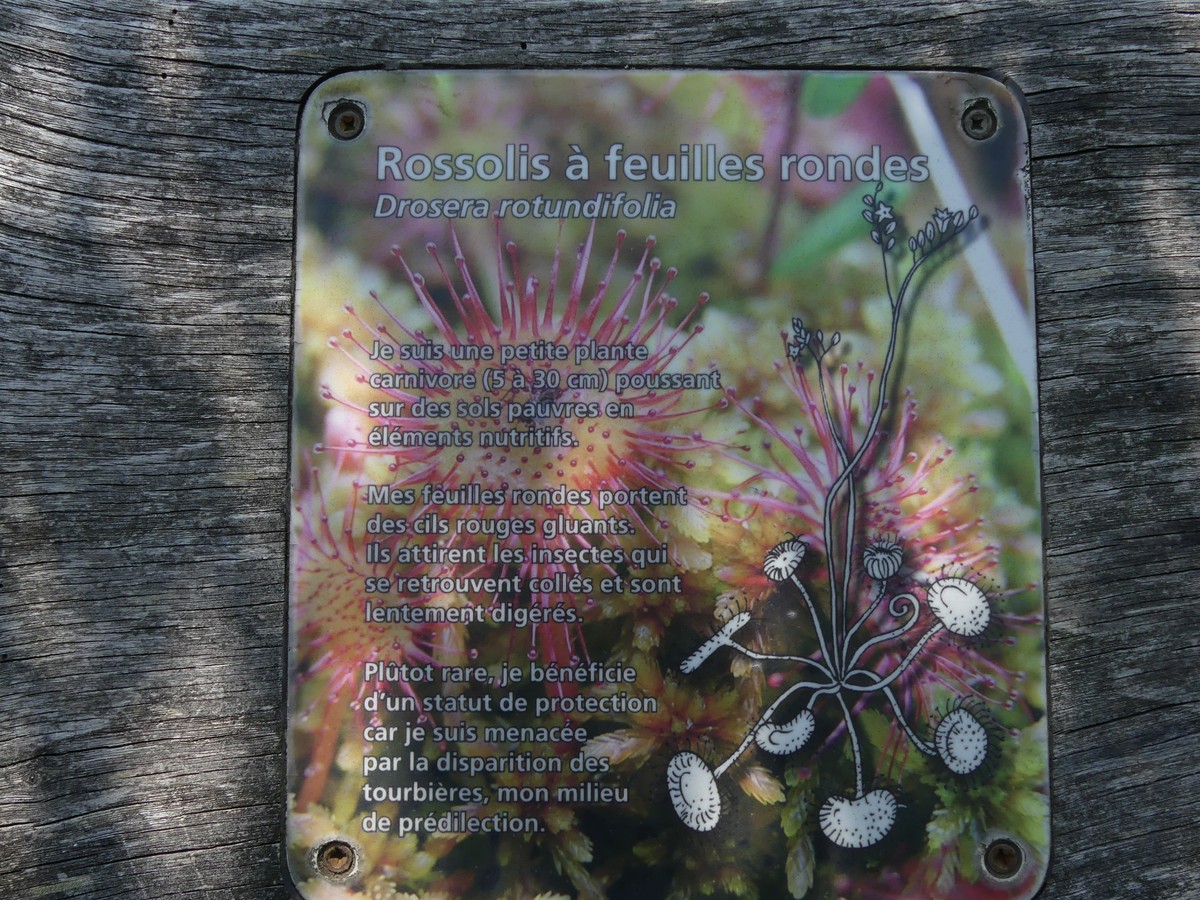 Rossolis à feuilles rondes
Drosera rotundifolia
Je suis une petite plante
carnivore (5 à 30 cm) poussant
sur des sols pauvres en
éléments nutritifs.
Mes feuilles rondes portent
des cils rouges gluants.
Ils attirent les insectes qui
se retrouvent collés et sont
lentement digérés.
Plûtot rare, je bénéficie
d'un statut de protection
car je suis menacée
par la disparition des
tourbières, mon milieu
de prédilection.